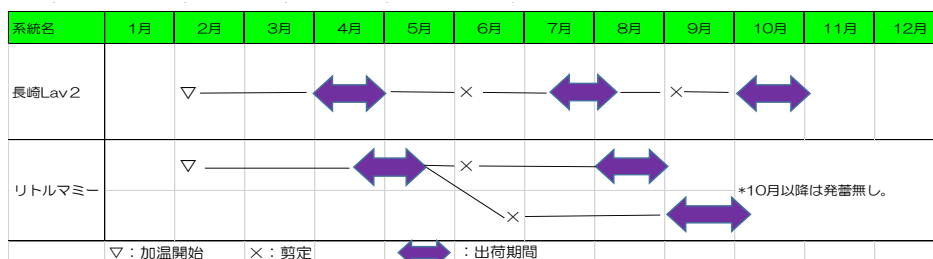 系統名 1月 2月 3月 4月 5月 6月 7月 8月 9月 10月 11月 12月
長崎Lav2
リトルマミー
*10月以降は発蕾無し。
▽：加温開始 ×：剪定 ：出荷期間